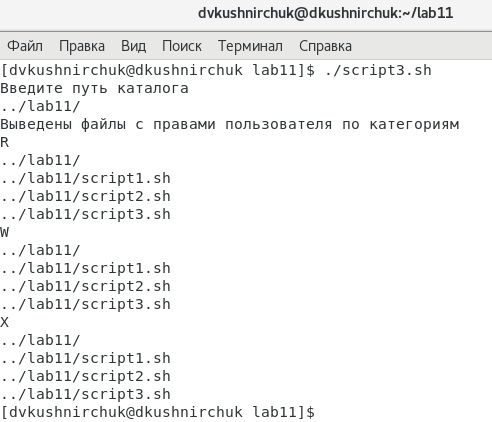 dvkushnirchuk@dkushnirchuk:~/lab11
Файл Правка Вид Поиск Терминал Справка
[dvkushnirchuk@dkushnirchuk lab11]$ ./script3.sh
Введите путь каталога
../lab11/
Выведены файлы с правами пользователя по категориям
R
../lab11/
../lab11/script1.sh
../lab11/script2.sh
../lab11/script3.sh
W
../lab11/
../lab11/script1.sh
../lab11/script2.sh
../lab11/script3.sh
X
../lab11/
../lab11/script1.sh
../lab11/script2.sh
../lab11/script3.sh
[dvkushnirchuk@dkushnirchuk lab11]$